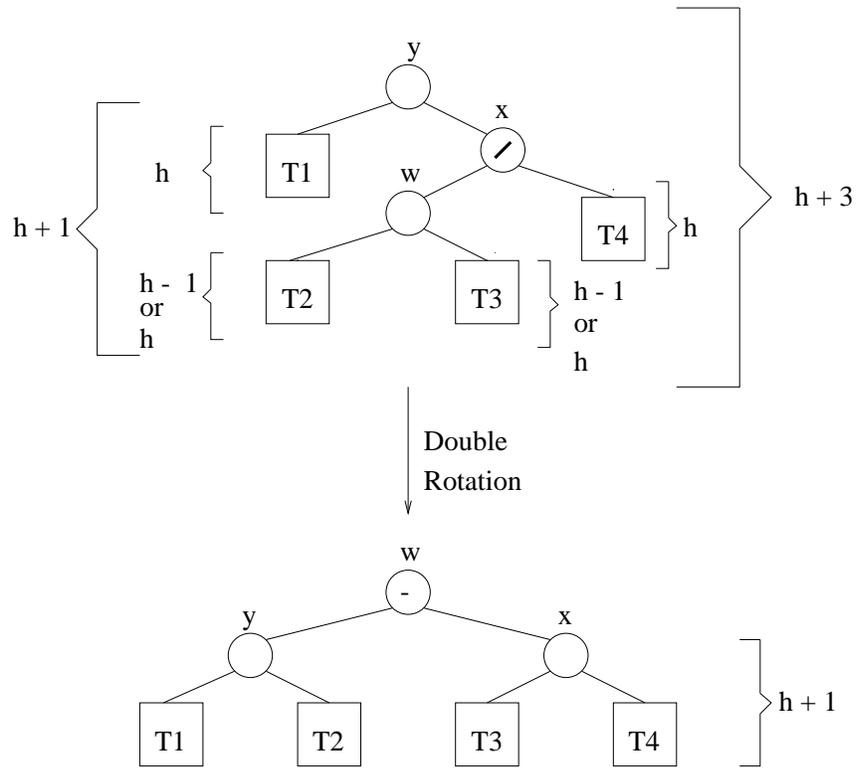 y
x
h
T1
w
h + 3
h + 1
T4
h
h - 1
or
h
T2
T3
h - 1
or
h
Double
Rotation
w
-
y
x
h + 1
T1
T2
T3
T4